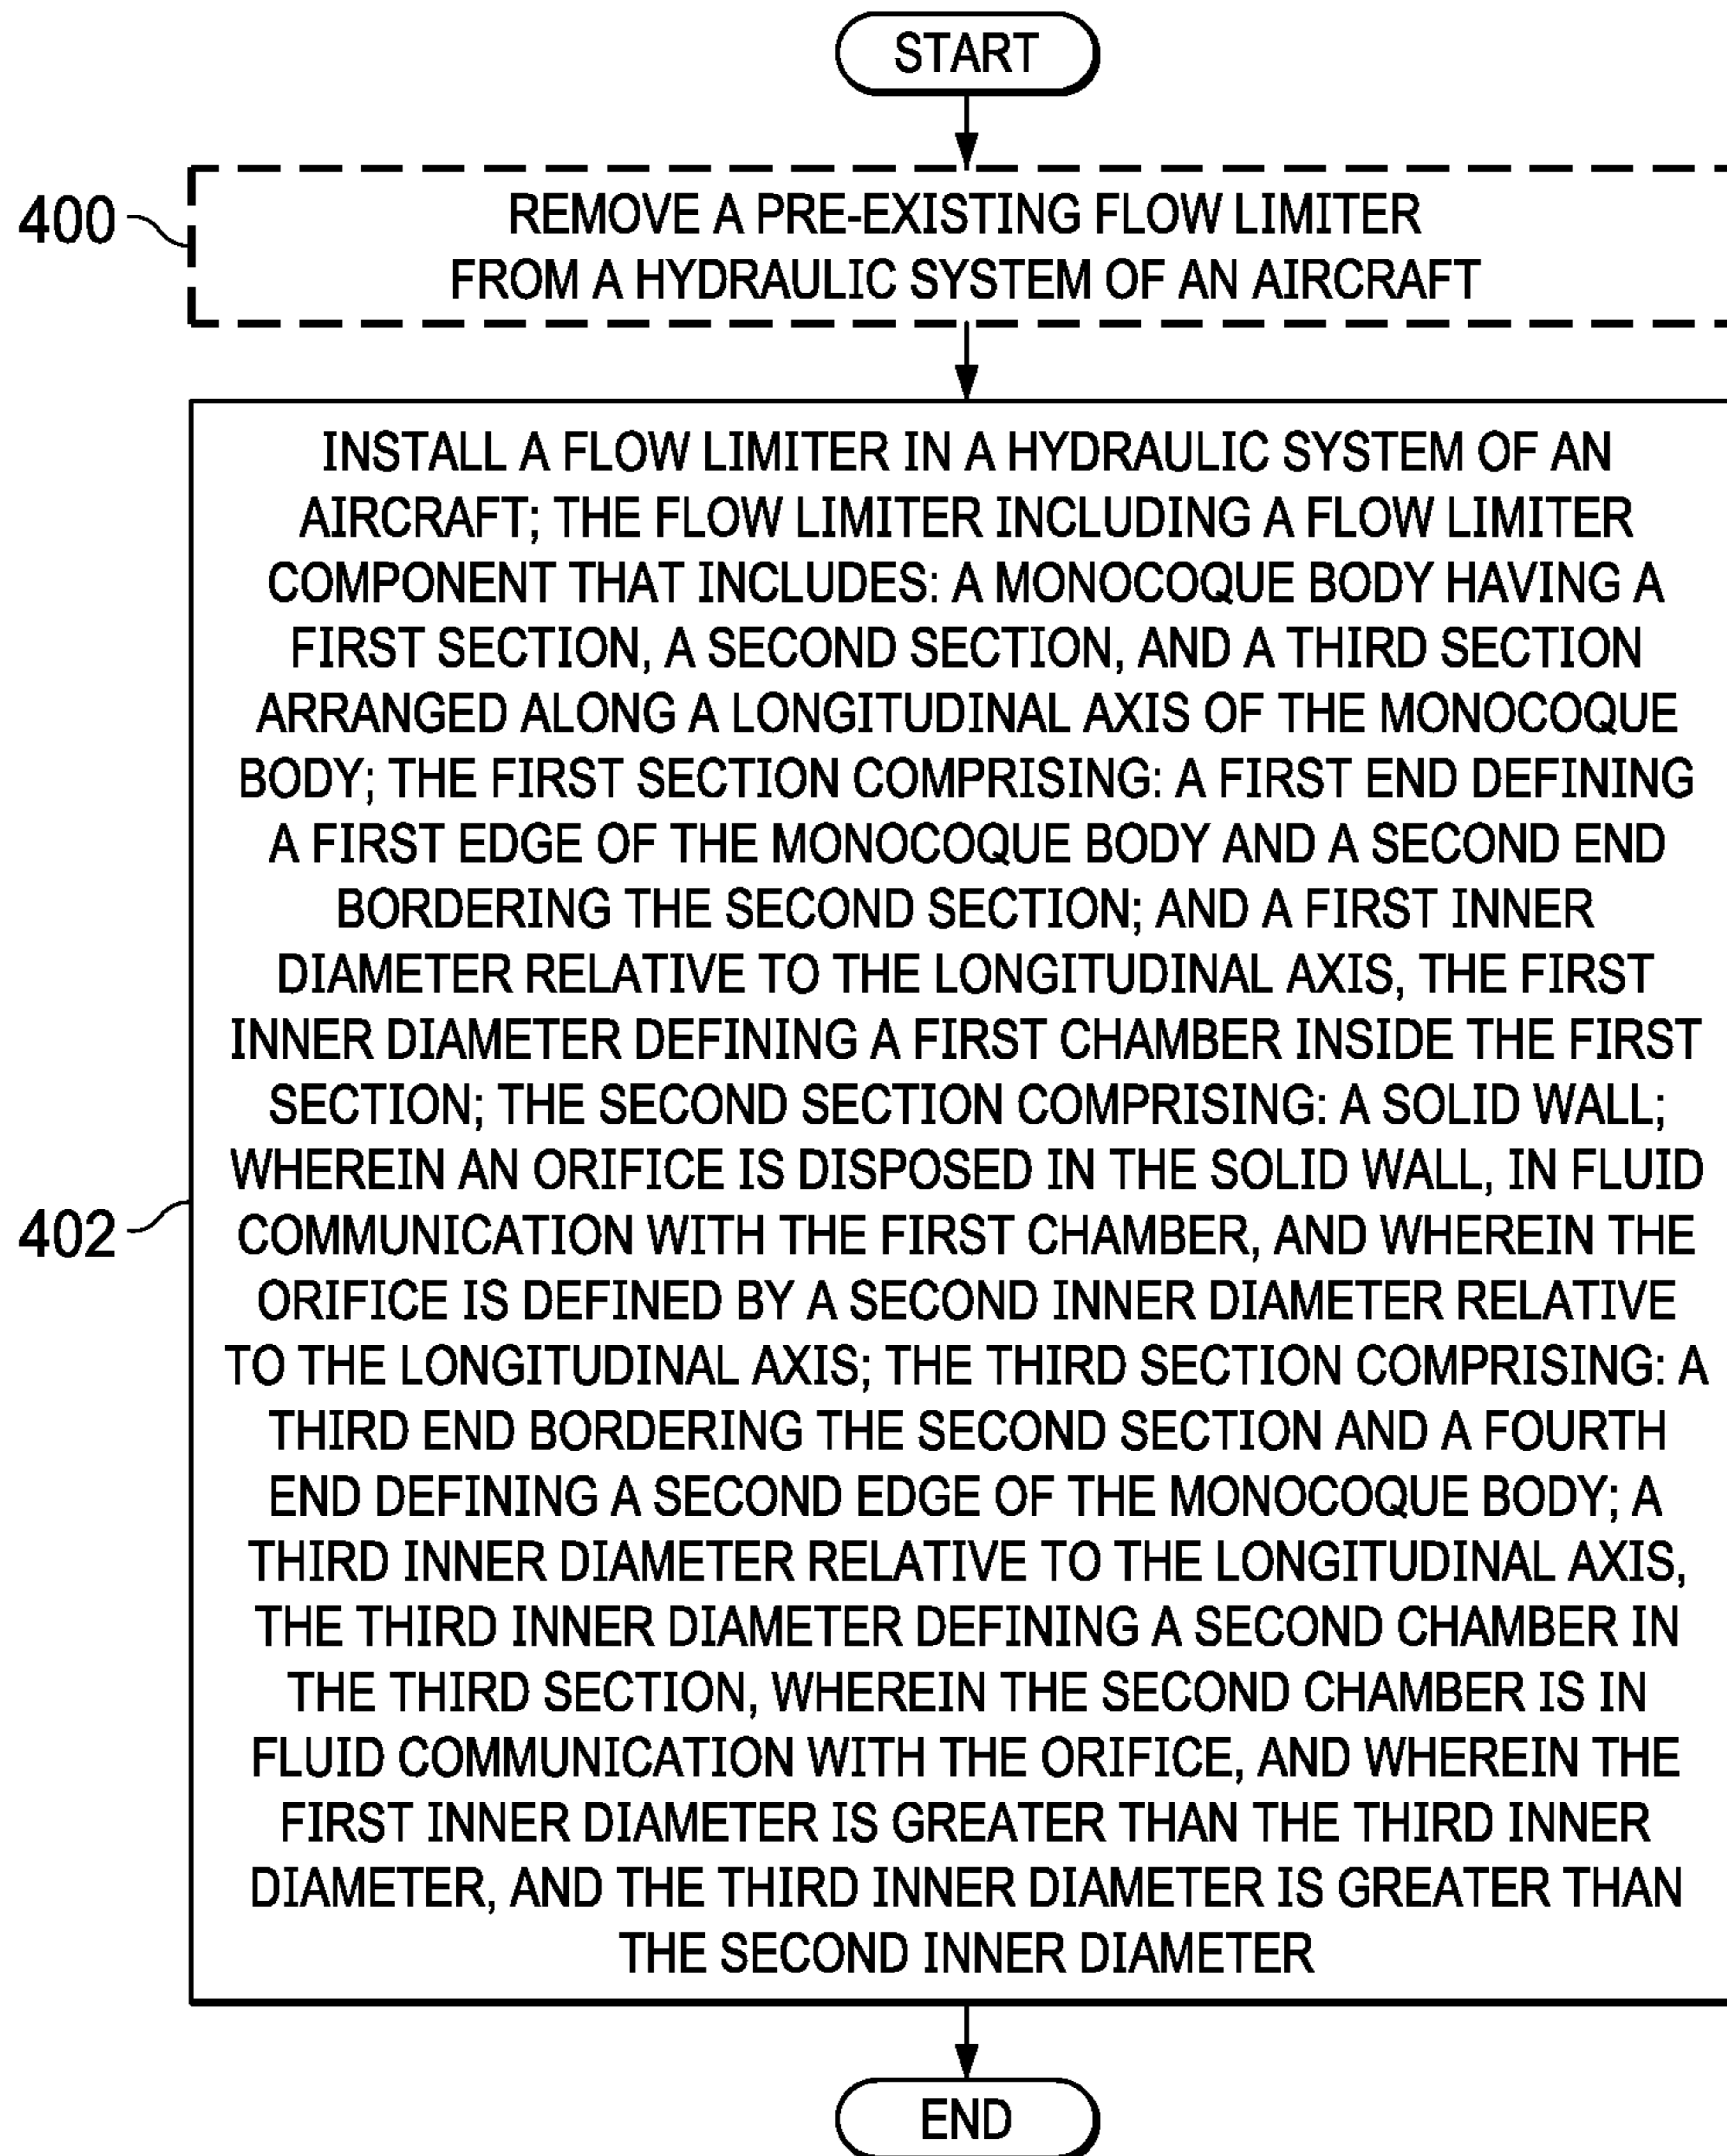 START
400
REMOVE A PRE-EXISTING FLOW LIMITER
FROM A HYDRAULIC SYSTEM OF AN AIRCRAFT
INSTALL A FLOW LIMITER IN A HYDRAULIC SYSTEM OF AN
AIRCRAFT; THE FLOW LIMITER INCLUDING A FLOW LIMITER
COMPONENT THAT INCLUDES: A MONOCOQUE BODY HAVING A
FIRST SECTION, A SECOND SECTION, AND A THIRD SECTION
ARRANGED ALONG A LONGITUDINAL AXIS OF THE MONOCOQUE
BODY; THE FIRST SECTION COMPRISING: A FIRST END DEFINING
A FIRST EDGE OF THE MONOCOQUE BODY AND A SECOND END
BORDERING THE SECOND SECTION; AND A FIRST INNER
DIAMETER RELATIVE TO THE LONGITUDINAL AXIS, THE FIRST
INNER DIAMETER DEFINING A FIRST CHAMBER INSIDE THE FIRST
SECTION; THE SECOND SECTION COMPRISING: A SOLID WALL;
WHEREIN AN ORIFICE IS DISPOSED IN THE SOLID WALL, IN FLUID
402
COMMUNICATION WITH THE FIRST CHAMBER, AND WHEREIN THE
ORIFICE IS DEFINED BY A SECOND INNER DIAMETER RELATIVE
TO THE LONGITUDINAL AXIS; THE THIRD SECTION COMPRISING: A
THIRD END BORDERING THE SECOND SECTION AND A FOURTH
END DEFINING A SECOND EDGE OF THE MONOCOQUE BODY; A
THIRD INNER DIAMETER RELATIVE TO THE LONGITUDINAL AXIS,
THE THIRD INNER DIAMETER DEFINING A SECOND CHAMBER IN
THE THIRD SECTION, WHEREIN THE SECOND CHAMBER IS IN
FLUID COMMUNICATION WITH THE ORIFICE, AND WHEREIN THE
FIRST INNER DIAMETER IS GREATER THAN THE THIRD INNER
DIAMETER, AND THE THIRD INNER DIAMETER IS GREATER THAN
THE SECOND INNER DIAMETER
END